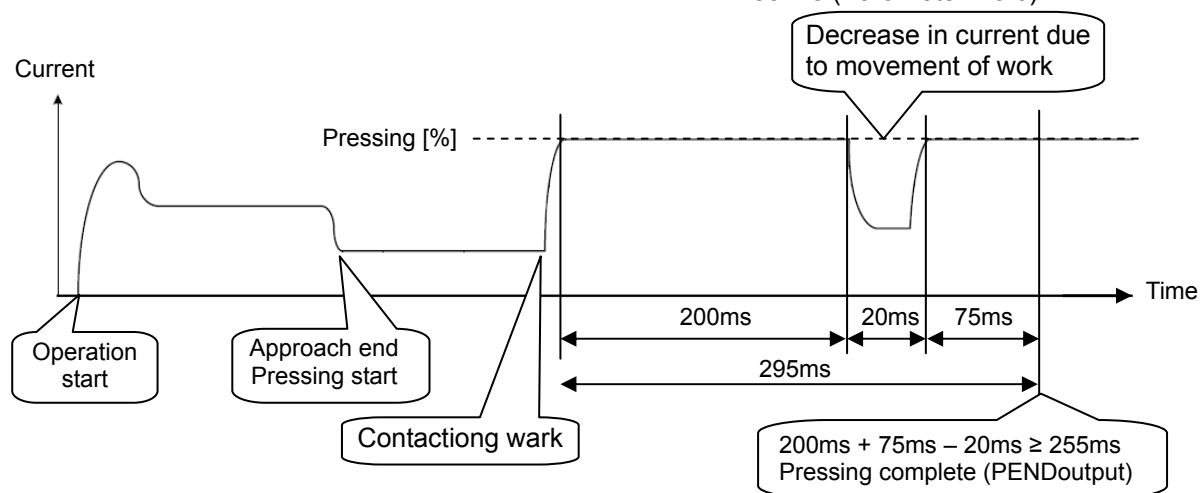 Decrease in current due
to movement of work
Current
Pressing [%]
Time
200ms
20ms
75ms
295ms
Operation
start
Approach end
Pressing start
Contactiong wark
200ms + 75ms – 20ms ≥ 255ms
Pressing complete (PENDoutput)